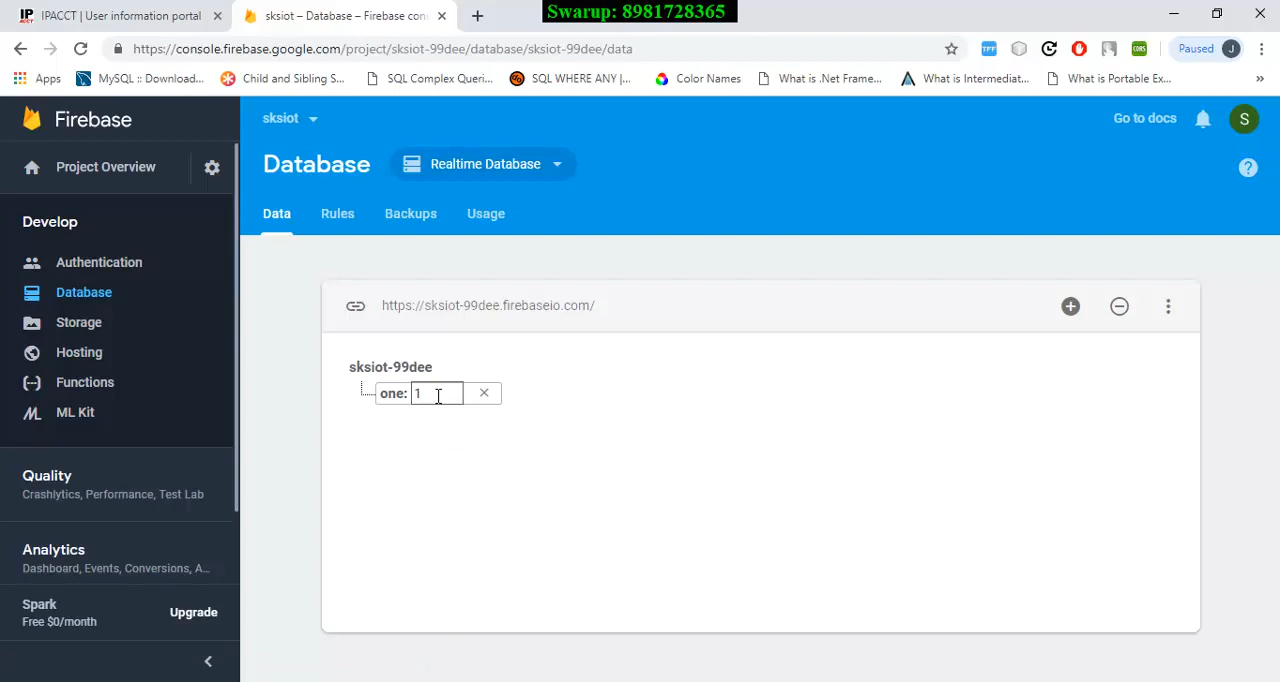 IPACCT | User information portal
sksiot – Database – Firebase con
Swarup: 8981728365
https://console.firebase.google.com/project/sksiot-99dee/database/sksiot-99dee/data
TFF
CORS
Paused J
Apps
MySQL :: Download...
Child and Sibling S...
SQL Complex Queri...
SQL WHERE ANY |...
Color Names
What is .Net Frame...
What is Intermediat...
What is Portable Ex...
»
Firebase
sksiot
Go to docs
S
Project Overview
Database
Realtime Database
?
Develop
Data
Rules
Backups
Usage
Authentication
Database
Storage
Hosting
Functions
ML Kit
https://sksiot-99dee.firebaseio.com/
sksiot-99dee
one: 1
Quality
Crashlytics, Performance, Test Lab
Analytics
Dashboard, Events, Conversions, A...
Spark
Free $0/month
Upgrade